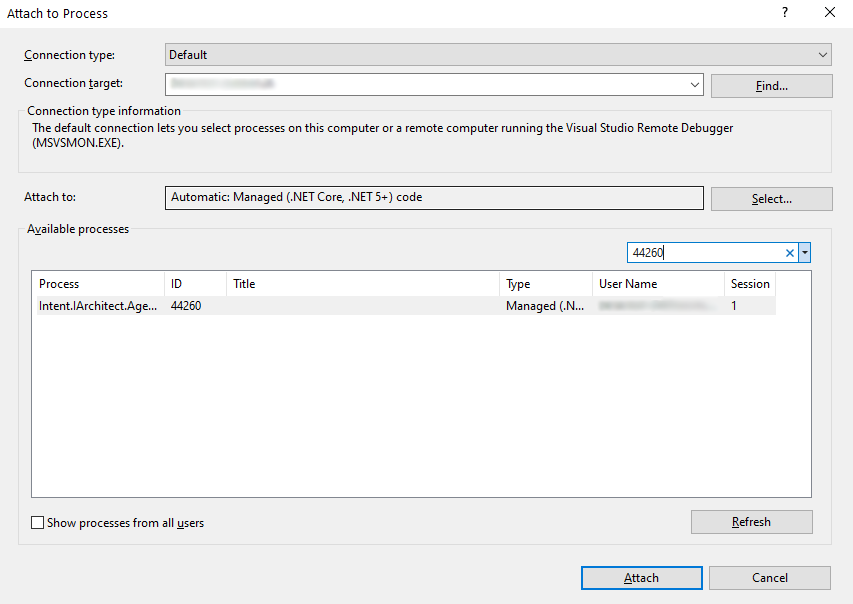 Attach to Process
?
Connection type:
Default
Connection target:
Find...
Connection type information
The default connection lets you select processes on this computer or a remote computer running the Visual Studio Remote Debugger
(MSVSMON.EXE).
Attach to:
Automatic: Managed (.NET Core, .NET 5+) code
Select...
Available processes
44260
Process ID Title Type User Name Session
Intent.IArchitect.Age... 44260 Managed (.N... 1
Show processes from all users
Refresh
Attach
Cancel